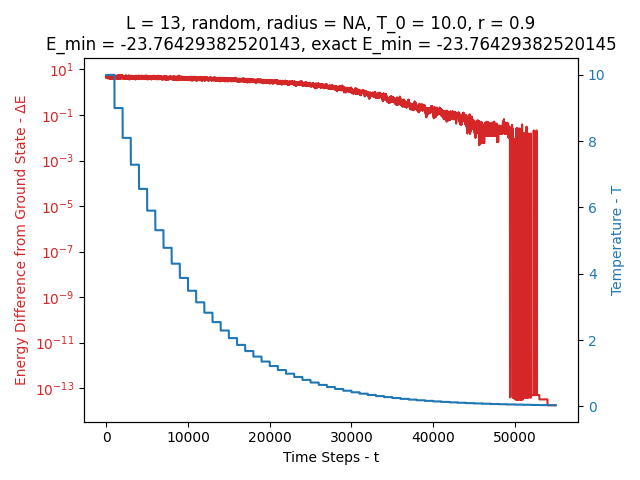 L = 13, random, radius = NA, T_0 = 10.0, r = 0.9
E_min = -23.76429382520143, exact E_min = -23.76429382520145
Energy Difference from Ground State - ΔE
10¹
10⁻¹
10⁻³
10⁻⁵
10⁻⁷
10⁻⁹
10⁻¹¹
10⁻¹³
0 10000 20000 30000 40000 50000
Time Steps - t
10
8
6
4
2
0
Temperature - T